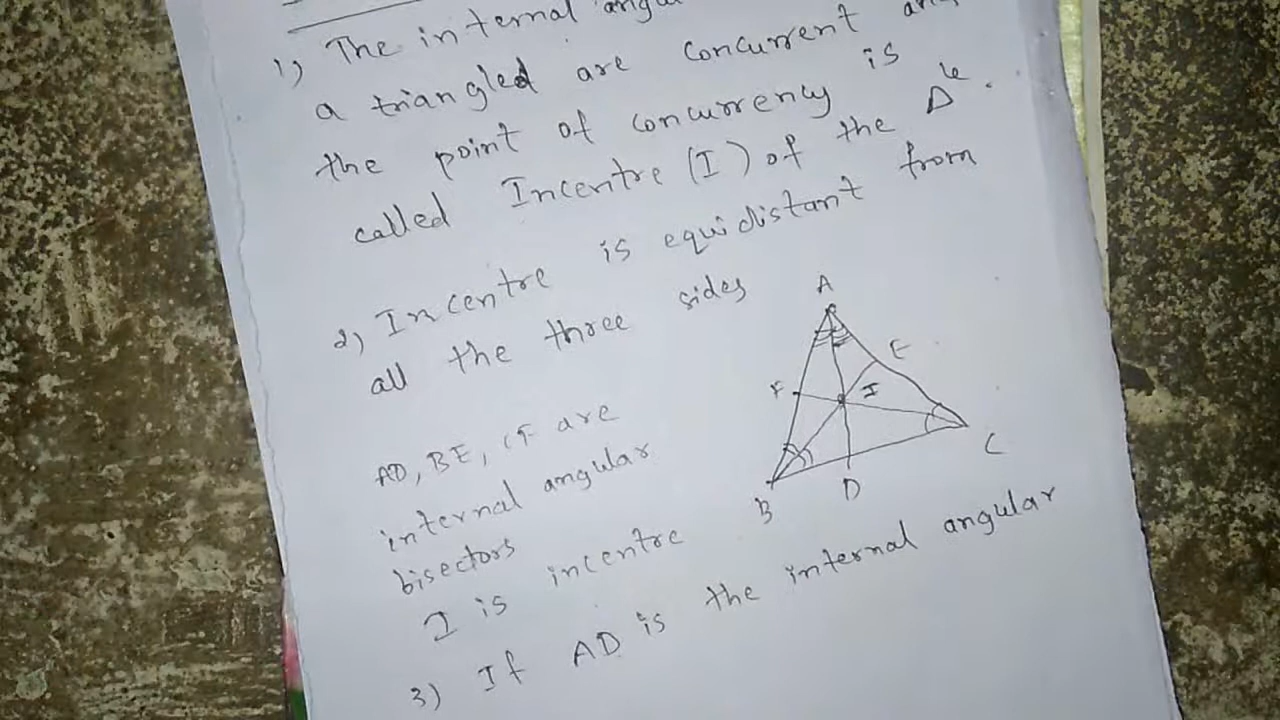 1) The internal
a triangled are concurrent
the point of concurrency is
called Incentre (I) of the Δle.
2) Incentre is equidistant from
all the three sides
A
E
F
I
C
B
D
AD, BE, CF are
internal angular
bisectors
I is incentre
3) If AD is the internal angular